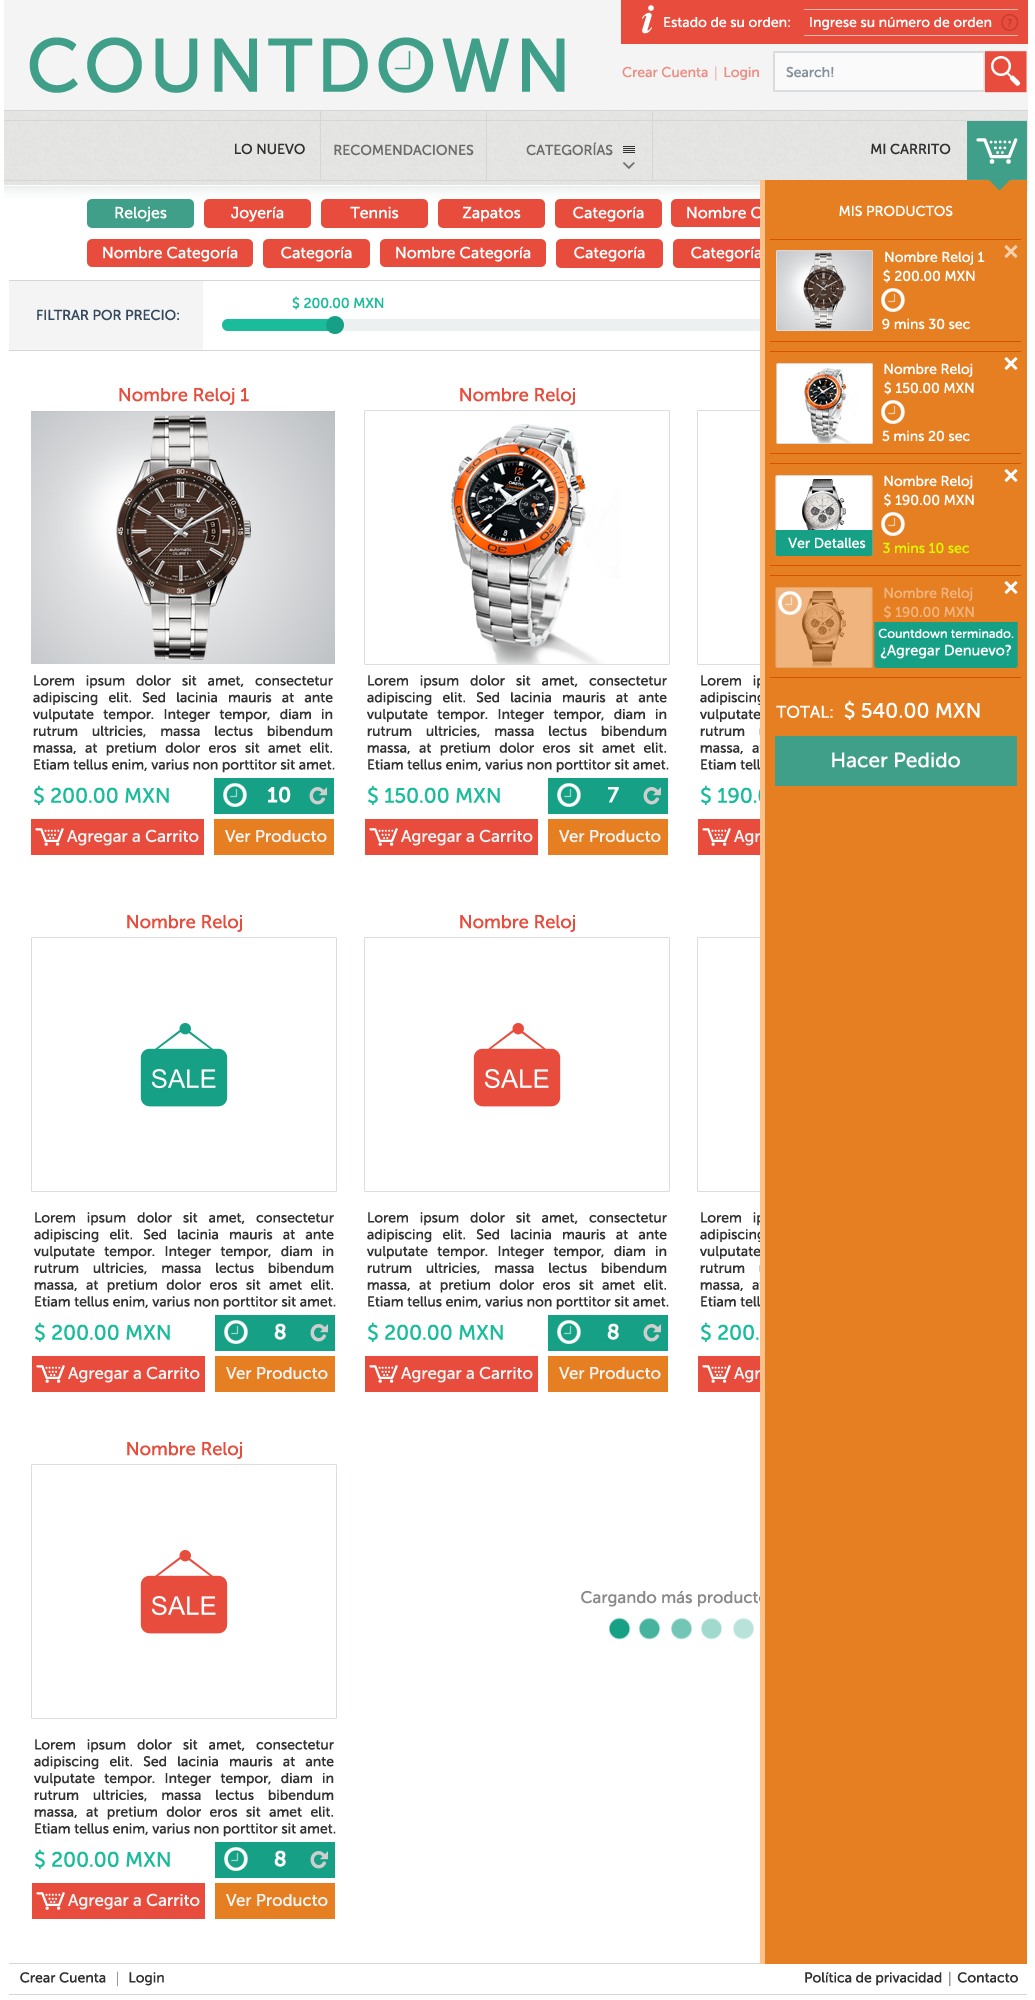 COUNTDOWN
Estado de su orden: Ingrese su número de orden ?
Crear Cuenta | Login
Search!
LO NUEVO
RECOMENDACIONES
CATEGORÍAS
MI CARRITO
Relojes
Joyería
Tennis
Zapatos
Categoría
Nombre C
Nombre Categoría
Categoría
Nombre Categoría
Categoría
Categoría
FILTRAR POR PRECIO:
$ 200.00 MXN
MIS PRODUCTOS
Nombre Reloj 1
$ 200.00 MXN
9 mins 30 sec
Nombre Reloj
$ 150.00 MXN
5 mins 20 sec
Nombre Reloj
$ 190.00 MXN
Ver Detalles
3 mins 10 sec
Nombre Reloj
$ 190.00 MXN
Countdown terminado.
¿Agregar Denuevo?
TOTAL: $ 540.00 MXN
Hacer Pedido
Nombre Reloj 1
Lorem ipsum dolor sit amet, consectetur
adipiscing elit. Sed lacinia mauris at ante
vulputate tempor. Integer tempor, diam in
rutrum ultricies, massa lectus bibendum
massa, at pretium dolor eros sit amet elit.
Etiam tellus enim, varius non porttitor sit amet.
$ 200.00 MXN
10
Agregar a Carrito
Ver Producto
Nombre Reloj
Lorem ipsum dolor sit amet, consectetur
adipiscing elit. Sed lacinia mauris at ante
vulputate tempor. Integer tempor, diam in
rutrum ultricies, massa lectus bibendum
massa, at pretium dolor eros sit amet elit.
Etiam tellus enim, varius non porttitor sit amet.
$ 150.00 MXN
7
Agregar a Carrito
Ver Producto
Lorem ip
adipiscing
vulputate
rutrum
massa, a
Etiam tell
$ 190.
Agr
Nombre Reloj
SALE
Lorem ipsum dolor sit amet, consectetur
adipiscing elit. Sed lacinia mauris at ante
vulputate tempor. Integer tempor, diam in
rutrum ultricies, massa lectus bibendum
massa, at pretium dolor eros sit amet elit.
Etiam tellus enim, varius non porttitor sit amet.
$ 200.00 MXN
8
Agregar a Carrito
Ver Producto
Nombre Reloj
SALE
Lorem ipsum dolor sit amet, consectetur
adipiscing elit. Sed lacinia mauris at ante
vulputate tempor. Integer tempor, diam in
rutrum ultricies, massa lectus bibendum
massa, at pretium dolor eros sit amet elit.
Etiam tellus enim, varius non porttitor sit amet.
$ 200.00 MXN
8
Agregar a Carrito
Ver Producto
Lorem ip
adipiscing
vulputate
rutrum
massa, a
Etiam tell
$ 200.
Agr
Nombre Reloj
SALE
Lorem ipsum dolor sit amet, consectetur
adipiscing elit. Sed lacinia mauris at ante
vulputate tempor. Integer tempor, diam in
rutrum ultricies, massa lectus bibendum
massa, at pretium dolor eros sit amet elit.
Etiam tellus enim, varius non porttitor sit amet.
$ 200.00 MXN
8
Agregar a Carrito
Ver Producto
Cargando más product
Crear Cuenta | Login
Política de privacidad | Contacto